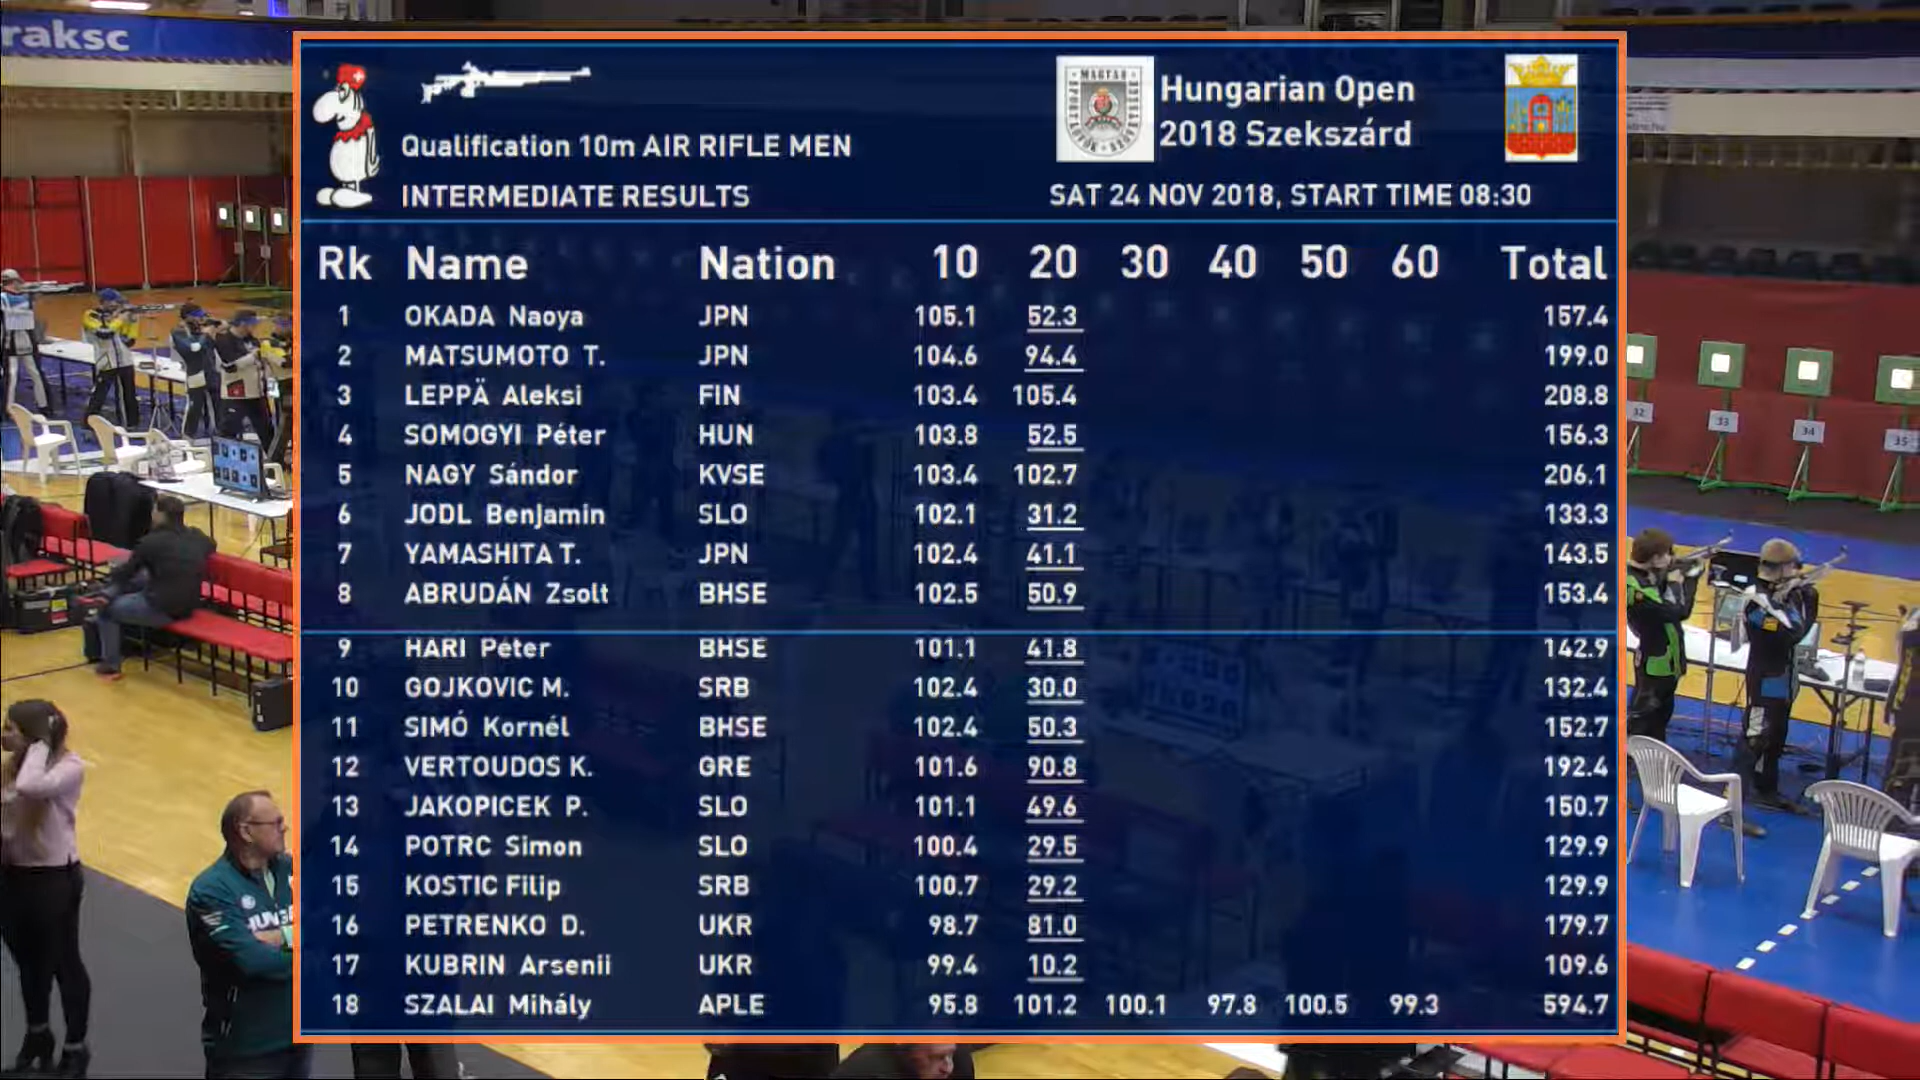 raksc
Hungarian Open
2018 Szekszárd
Qualification 10m AIR RIFLE MEN
INTERMEDIATE RESULTS
SAT 24 NOV 2018, START TIME 08:30
Rk Name Nation 10 20 30 40 50 60 Total
1 OKADA Naoya JPN 105.1 52.3 157.4
2 MATSUMOTO T. JPN 104.6 94.4 199.0
3 LEPPÄ Aleksi FIN 103.4 105.4 208.8
4 SOMOGYI Péter HUN 103.8 52.5 156.3
5 NAGY Sándor KVSE 103.4 102.7 206.1
6 JODL Benjamin SLO 102.1 31.2 133.3
7 YAMASHITA T. JPN 102.4 41.1 143.5
8 ABRUDÁN Zsolt BHSE 102.5 50.9 153.4
9 HARI Péter BHSE 101.1 41.8 142.9
10 GOJKOVIC M. SRB 102.4 30.0 132.4
11 SIMÓ Kornél BHSE 102.4 50.3 152.7
12 VERTOUDOS K. GRE 101.6 90.8 192.4
13 JAKOPICEK P. SLO 101.1 49.6 150.7
14 POTRC Simon SLO 100.4 29.5 129.9
15 KOSTIC Filip SRB 100.7 29.2 129.9
16 PETRENKO D. UKR 98.7 81.0 179.7
17 KUBRIN Arsenii UKR 99.4 10.2 109.6
18 SZALAI Mihály APLE 95.8 101.2 100.1 97.8 100.5 99.3 594.7
32 33 34 35